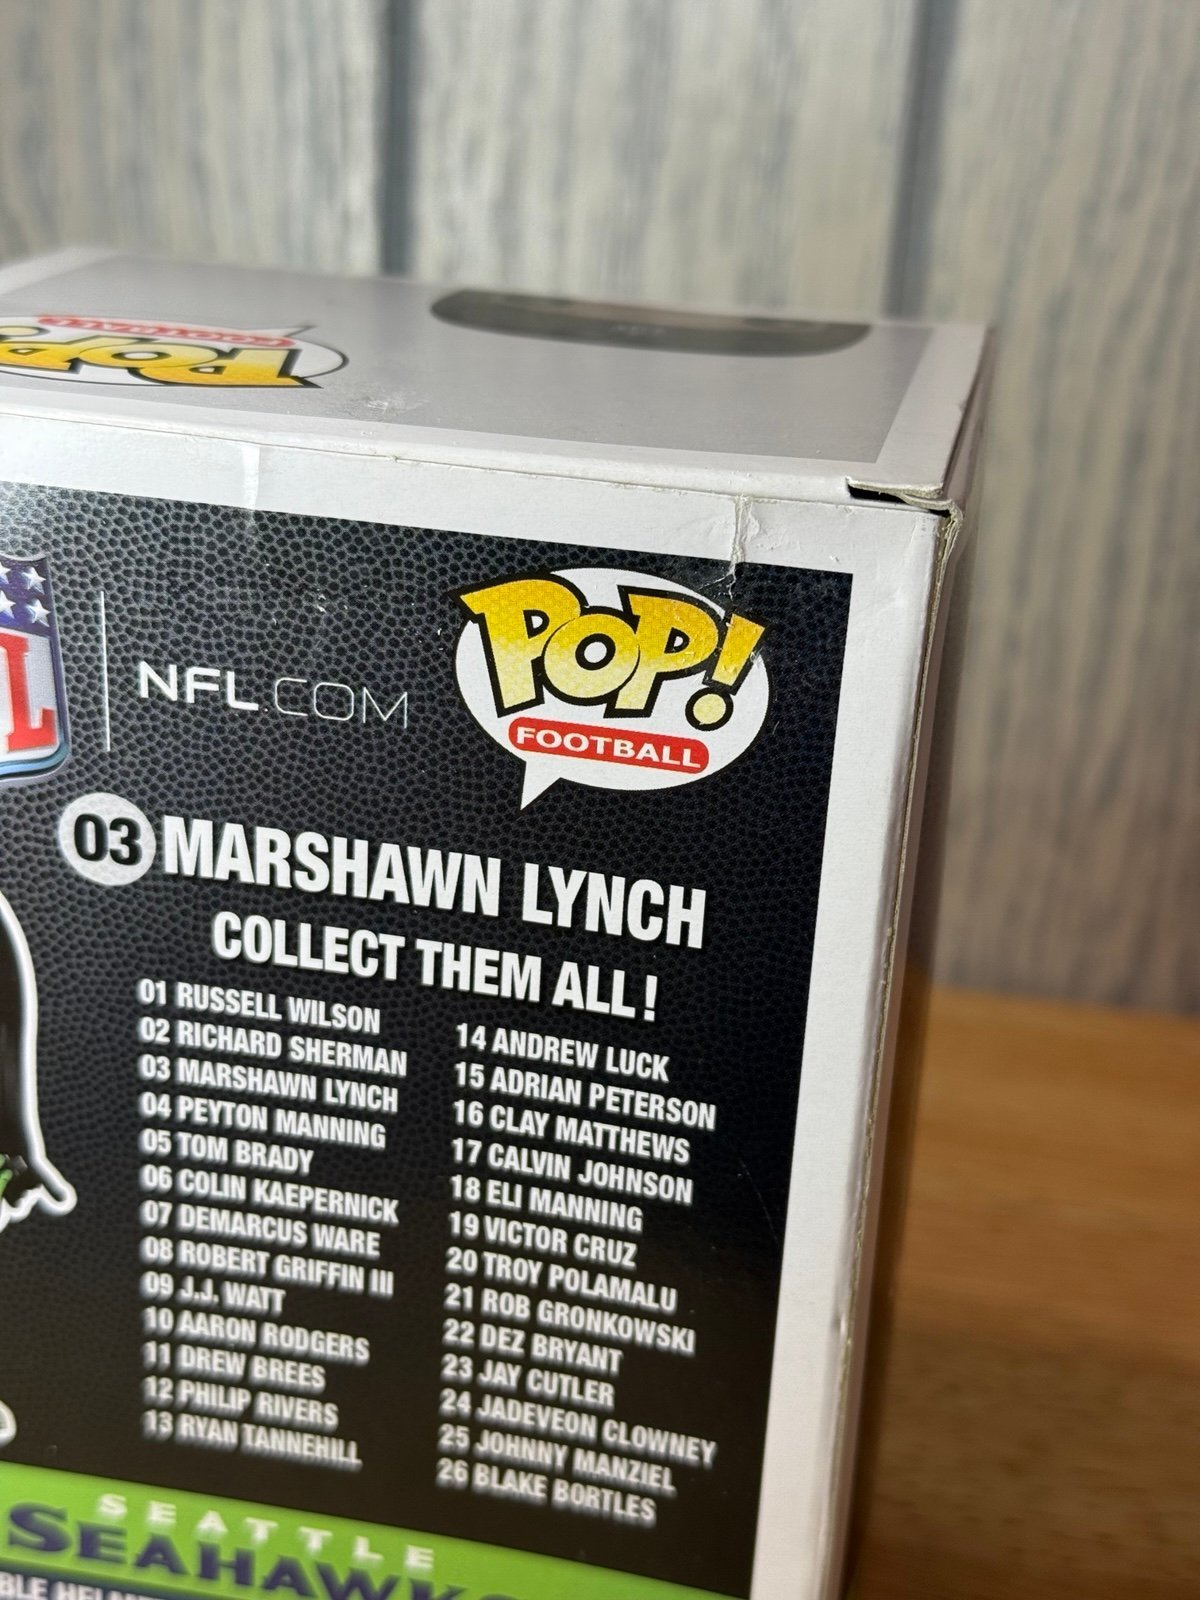 POP!
FOOTBALL
L
NFL.COM
POP!
FOOTBALL
03 MARSHAWN LYNCH
COLLECT THEM ALL!
01 RUSSELL WILSON
02 RICHARD SHERMAN
03 MARSHAWN LYNCH
04 PEYTON MANNING
05 TOM BRADY
06 COLIN KAEPERNICK
07 DEMARCUS WARE
08 ROBERT GRIFFIN III
09 J.J. WATT
10 AARON RODGERS
11 DREW BREES
12 PHILIP RIVERS
13 RYAN TANNEHILL
14 ANDREW LUCK
15 ADRIAN PETERSON
16 CLAY MATTHEWS
17 CALVIN JOHNSON
18 ELI MANNING
19 VICTOR CRUZ
20 TROY POLAMALU
21 ROB GRONKOWSKI
22 DEZ BRYANT
23 JAY CUTLER
24 JADEVEON CLOWNEY
25 JOHNNY MANZIEL
26 BLAKE BORTLES
SEATTLE
SEAHAWKS